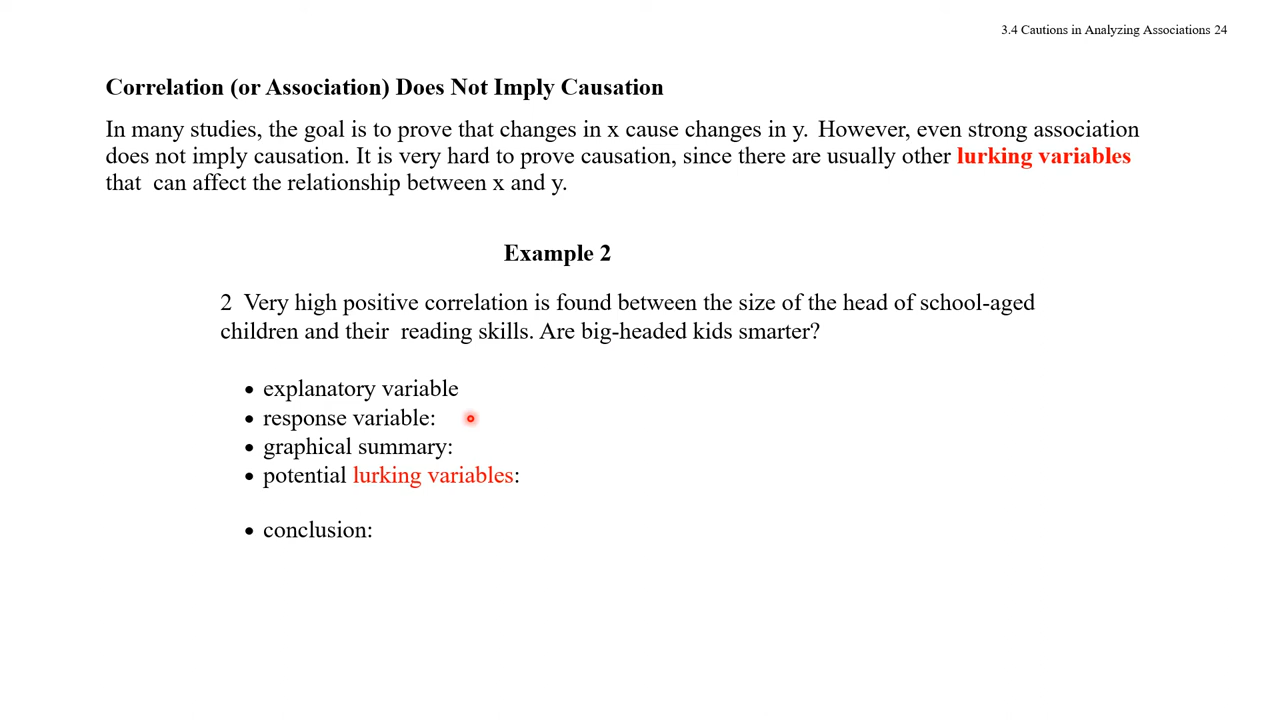 3.4 Cautions in Analyzing Associations 24
Correlation (or Association) Does Not Imply Causation
In many studies, the goal is to prove that changes in x cause changes in y. However, even strong association
does not imply causation. It is very hard to prove causation, since there are usually other lurking variables
that can affect the relationship between x and y.
Example 2
2 Very high positive correlation is found between the size of the head of school-aged
children and their reading skills. Are big-headed kids smarter?
• explanatory variable
• response variable:
• graphical summary:
• potential lurking variables:
• conclusion: